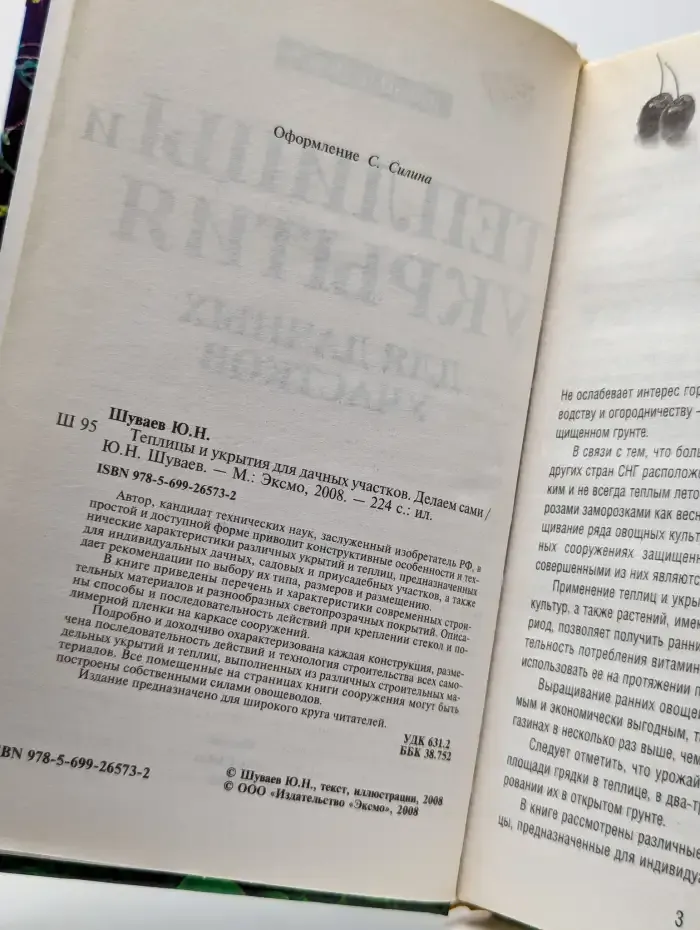 Оформление С. Силина
Шуваев Ю.Н.
Ш 95
Теплицы и укрытия для дачных участков. Делаем сами /
Ю.Н. Шуваев. — М.: Эксмо, 2008. — 224 с.: ил.
ISBN 978-5-699-26573-2
Автор, кандидат технических наук, заслуженный изобретатель РФ, в
простой и доступной форме приводит конструктивные особенности и тех-
нические характеристики различных укрытий и теплиц, предназначенных
для индивидуальных дачных, садовых и приусадебных участков, а также
дает рекомендации по выбору их типа, размеров и размещению.
В книге приведены перечень и характеристики современных строи-
тельных материалов и разнообразных светопрозрачных покрытий. Описа-
ны способы и последовательность действий при креплении стекол и по-
лимерной пленки на каркасе сооружений.
Подробно и доходчиво охарактеризована каждая конструкция, разме-
чена последовательность действий и технология строительства всех само-
дельных укрытий и теплиц, выполненных из различных строительных ма-
териалов. Все помещенные на страницах книги сооружения могут быть
построены собственными силами овощеводов.
Издание предназначено для широкого круга читателей.
УДК 631.2
ББК 38.752
© Шуваев Ю.Н., текст, иллюстрации, 2008
© ООО «Издательство «Эксмо», 2008
BN 978-5-699-26573-2
Не ослабевает интерес гор
водству и огородничеству –
щищенном грунте.
В связи с тем, что боль
других стран СНГ располож
ким и не всегда теплым лето
розами заморозками как весн
щивание ряда овощных культ
ных сооружениях защищен
совершенными из них являютс
Применение теплиц и укры
культур, а также растений, имею
риод, позволяет получить ранни
тельность потребления витамин
использовать ее на протяжении г
Выращивание ранних овоще
мым и экономически выгодным, т
газинах в несколько раз выше, чем
Следует отметить, что урожай
площади грядки в теплице, в два-тр
ровании их в открытом грунте.
В книге рассмотрены различные
цы, предназначенные для индивидуа
3